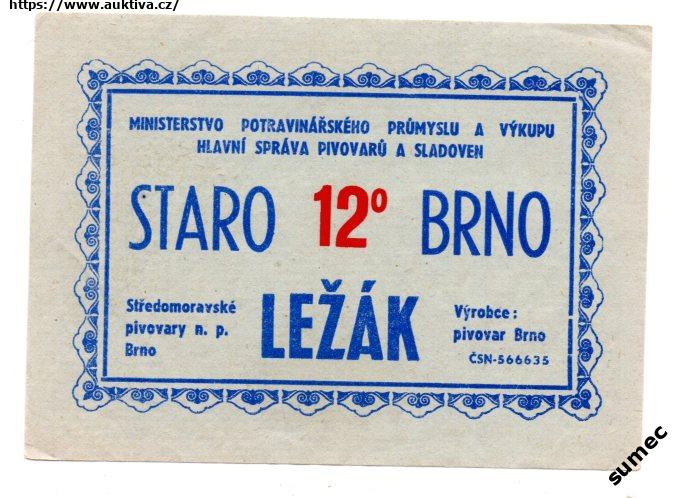 https://www.auktiva.cz/
MINISTERSTVO POTRAVINÁŘSKÉHO PRŮMYSLU A VÝKUPU
HLAVNÍ SPRÁVA PIVOVARŮ A SLADOVEN
STARO 12º BRNO
Středomoravské
pivovary n. p.
Brno
LEŽÁK
Výrobce:
pivovar Brno
ČSN-566635
sumec